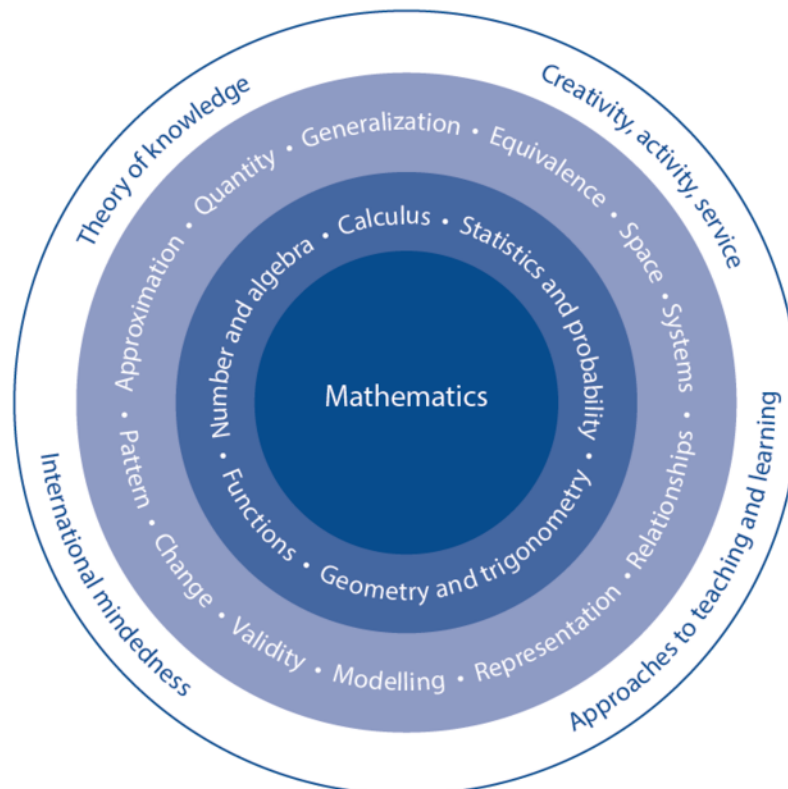 Theory of knowledge
Creativity, activity, service
Approaches to teaching and learning
International mindedness
Approximation • Quantity • Generalization • Equivalence • Space • Systems • Relationships • Representation • Modelling • Validity • Change • Pattern •
Number and algebra • Calculus • Statistics and probability • Geometry and trigonometry • Functions •
Mathematics